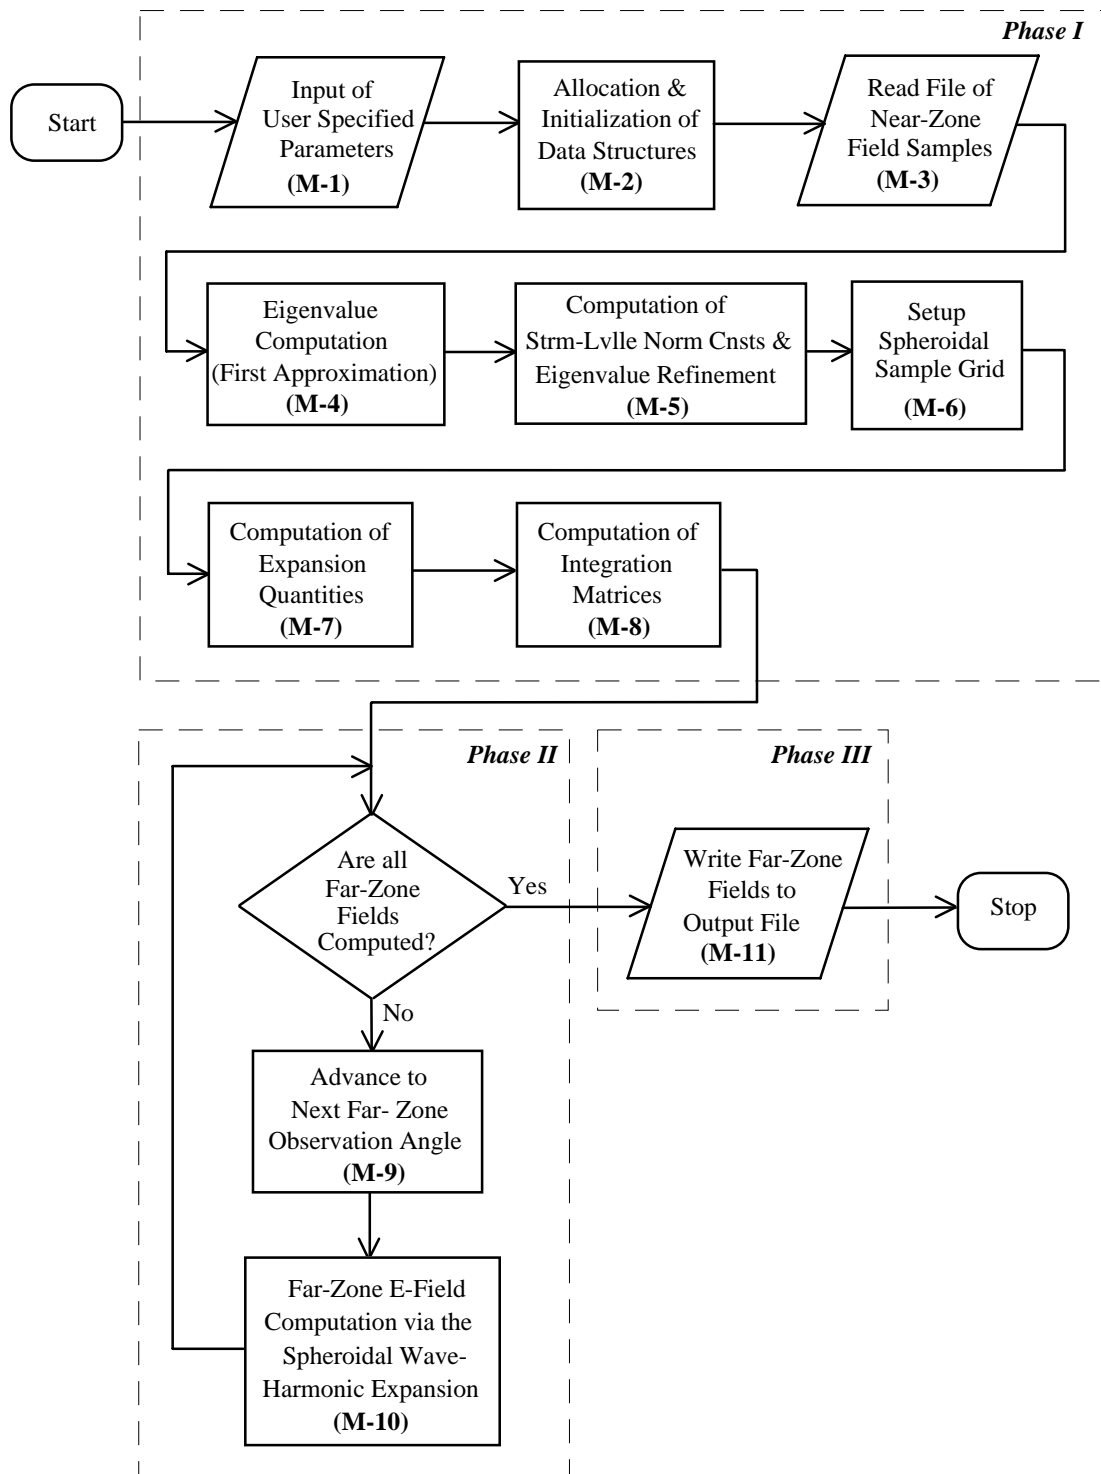 Phase I
Start
Input of
User Specified
Parameters
(M-1)
Allocation &
Initialization of
Data Structures
(M-2)
Read File of
Near-Zone
Field Samples
(M-3)
Eigenvalue
Computation
(First Approximation)
(M-4)
Computation of
Strm-Lvlle Norm Cnsts &
Eigenvalue Refinement
(M-5)
Setup
Spheroidal
Sample Grid
(M-6)
Computation of
Expansion
Quantities
(M-7)
Computation of
Integration
Matrices
(M-8)
Phase II
Phase III
Are all
Far-Zone
Fields
Computed?
Yes
No
Write Far-Zone
Fields to
Output File
(M-11)
Stop
Advance to
Next Far- Zone
Observation Angle
(M-9)
Far-Zone E-Field
Computation via the
Spheroidal Wave-
Harmonic Expansion
(M-10)